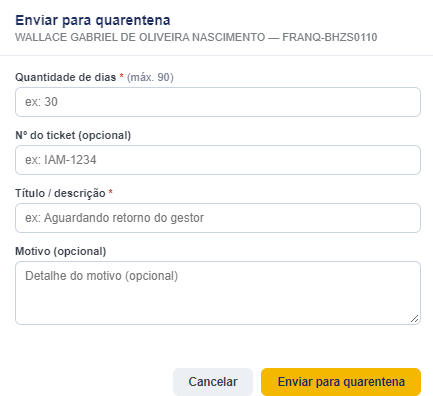 Enviar para quarentena
WALLACE GABRIEL DE OLIVEIRA NASCIMENTO — FRANQ-BHZS0110
Quantidade de dias * (máx. 90)
ex: 30
Nº do ticket (opcional)
ex: IAM-1234
Título / descrição *
ex: Aguardando retorno do gestor
Motivo (opcional)
Detalhe do motivo (opcional)
Cancelar
Enviar para quarentena